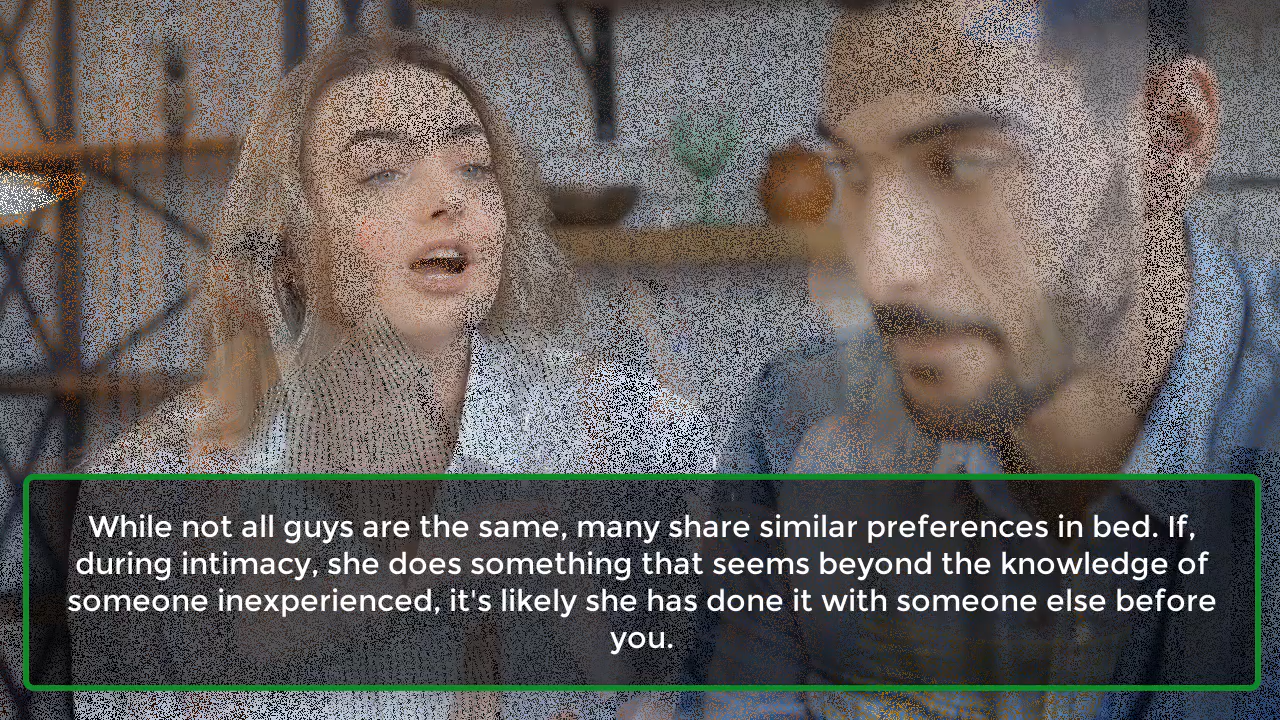 While not all guys are the same, many share similar preferences in bed. If,
during intimacy, she does something that seems beyond the knowledge of
someone inexperienced, it's likely she has done it with someone else before
you.